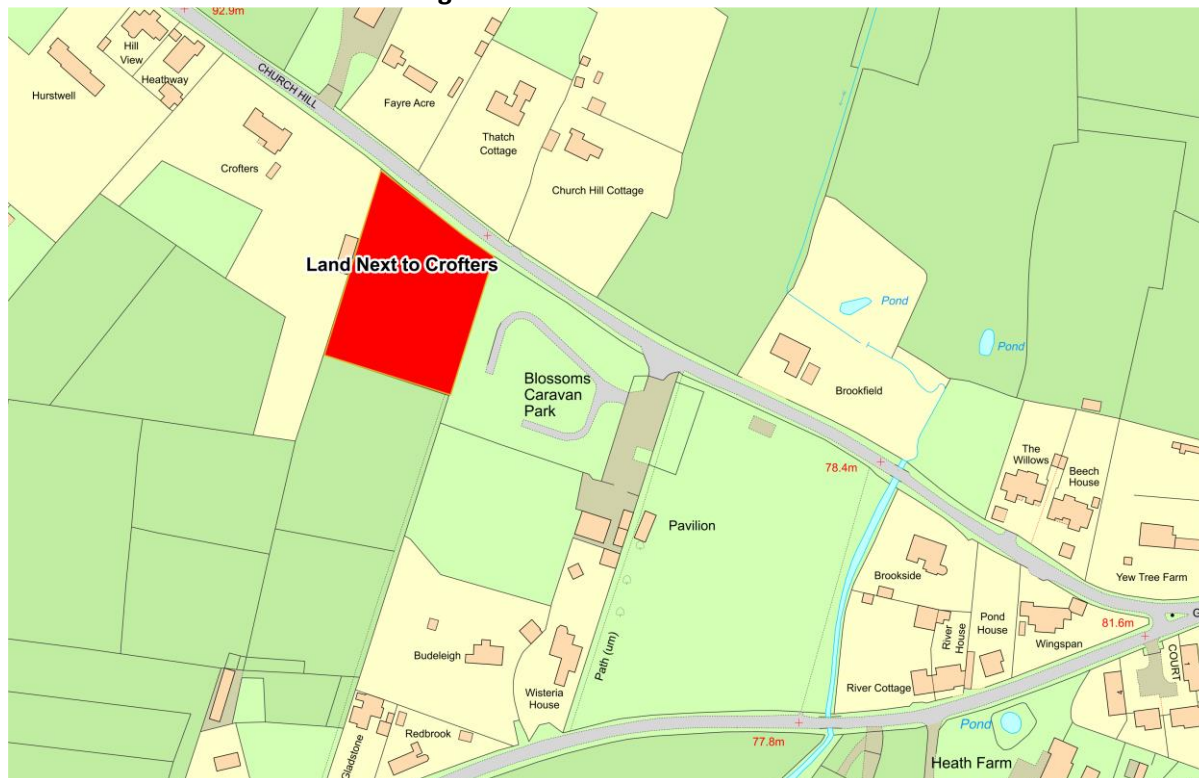 92.9m
Hill
View
Heathway
Hurstwell
CHURCH HILL
Fayre Acre
Thatch
Cottage
Crofters
Church Hill Cottage
Land Next to Crofters
Pond
Pond
Blossoms
Caravan
Park
Brookfield
The
Willows
Beech
House
78.4m
Pavilion
Yew Tree Farm
Brookside
G
Pond
House
River
House
81.6m
Wingspan
Path (um)
Budeleigh
Wisteria
House
River Cottage
COURT
1
4
Redbrook
Gladstone
77.8m
Pond
Heath Farm